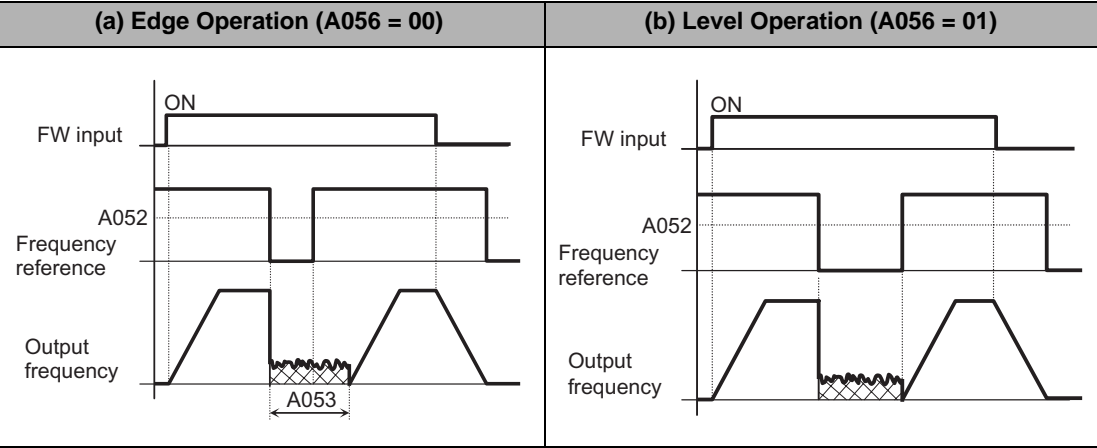 (a) Edge Operation (A056 = 00)
(b) Level Operation (A056 = 01)
ON
FW input
A052
Frequency
reference
Output
frequency
A053
ON
FW input
A052
Frequency
reference
Output
frequency